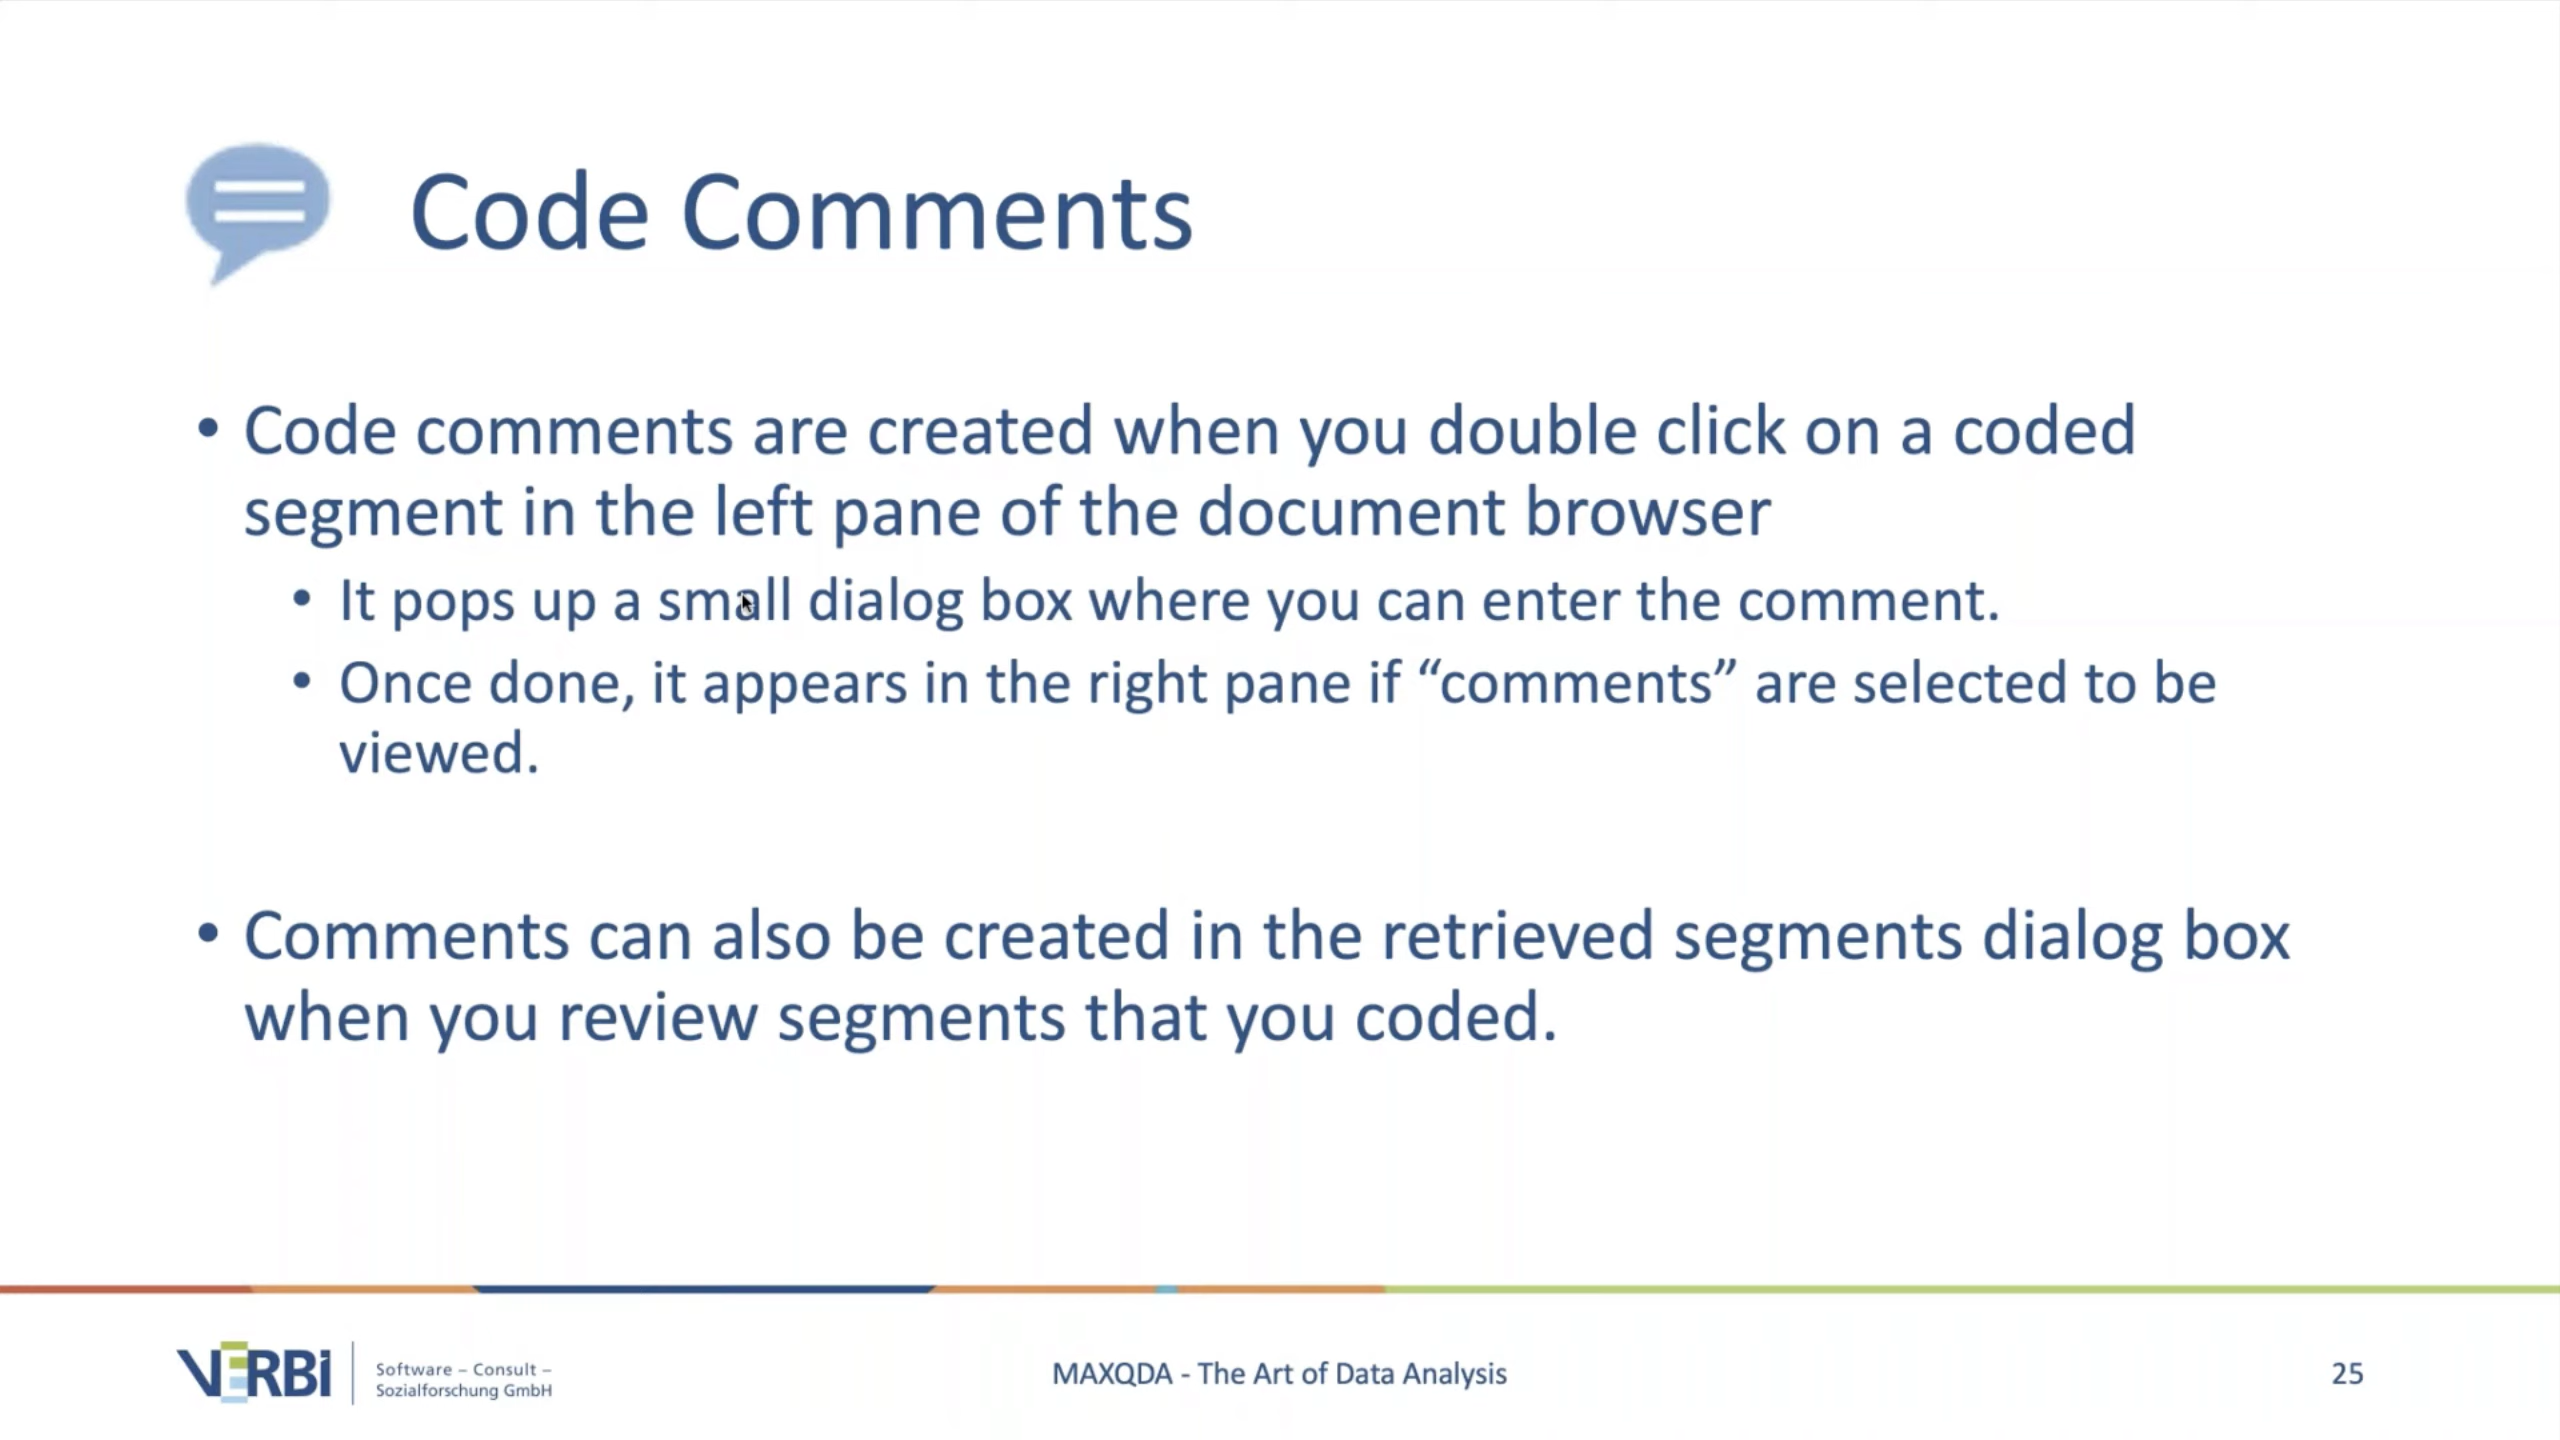 Code Comments
• Code comments are created when you double click on a coded
segment in the left pane of the document browser
• It pops up a small dialog box where you can enter the comment.
• Once done, it appears in the right pane if “comments” are selected to be
viewed.
• Comments can also be created in the retrieved segments dialog box
when you review segments that you coded.
VERBI
Software – Consult –
Sozialforschung GmbH
MAXQDA - The Art of Data Analysis
25